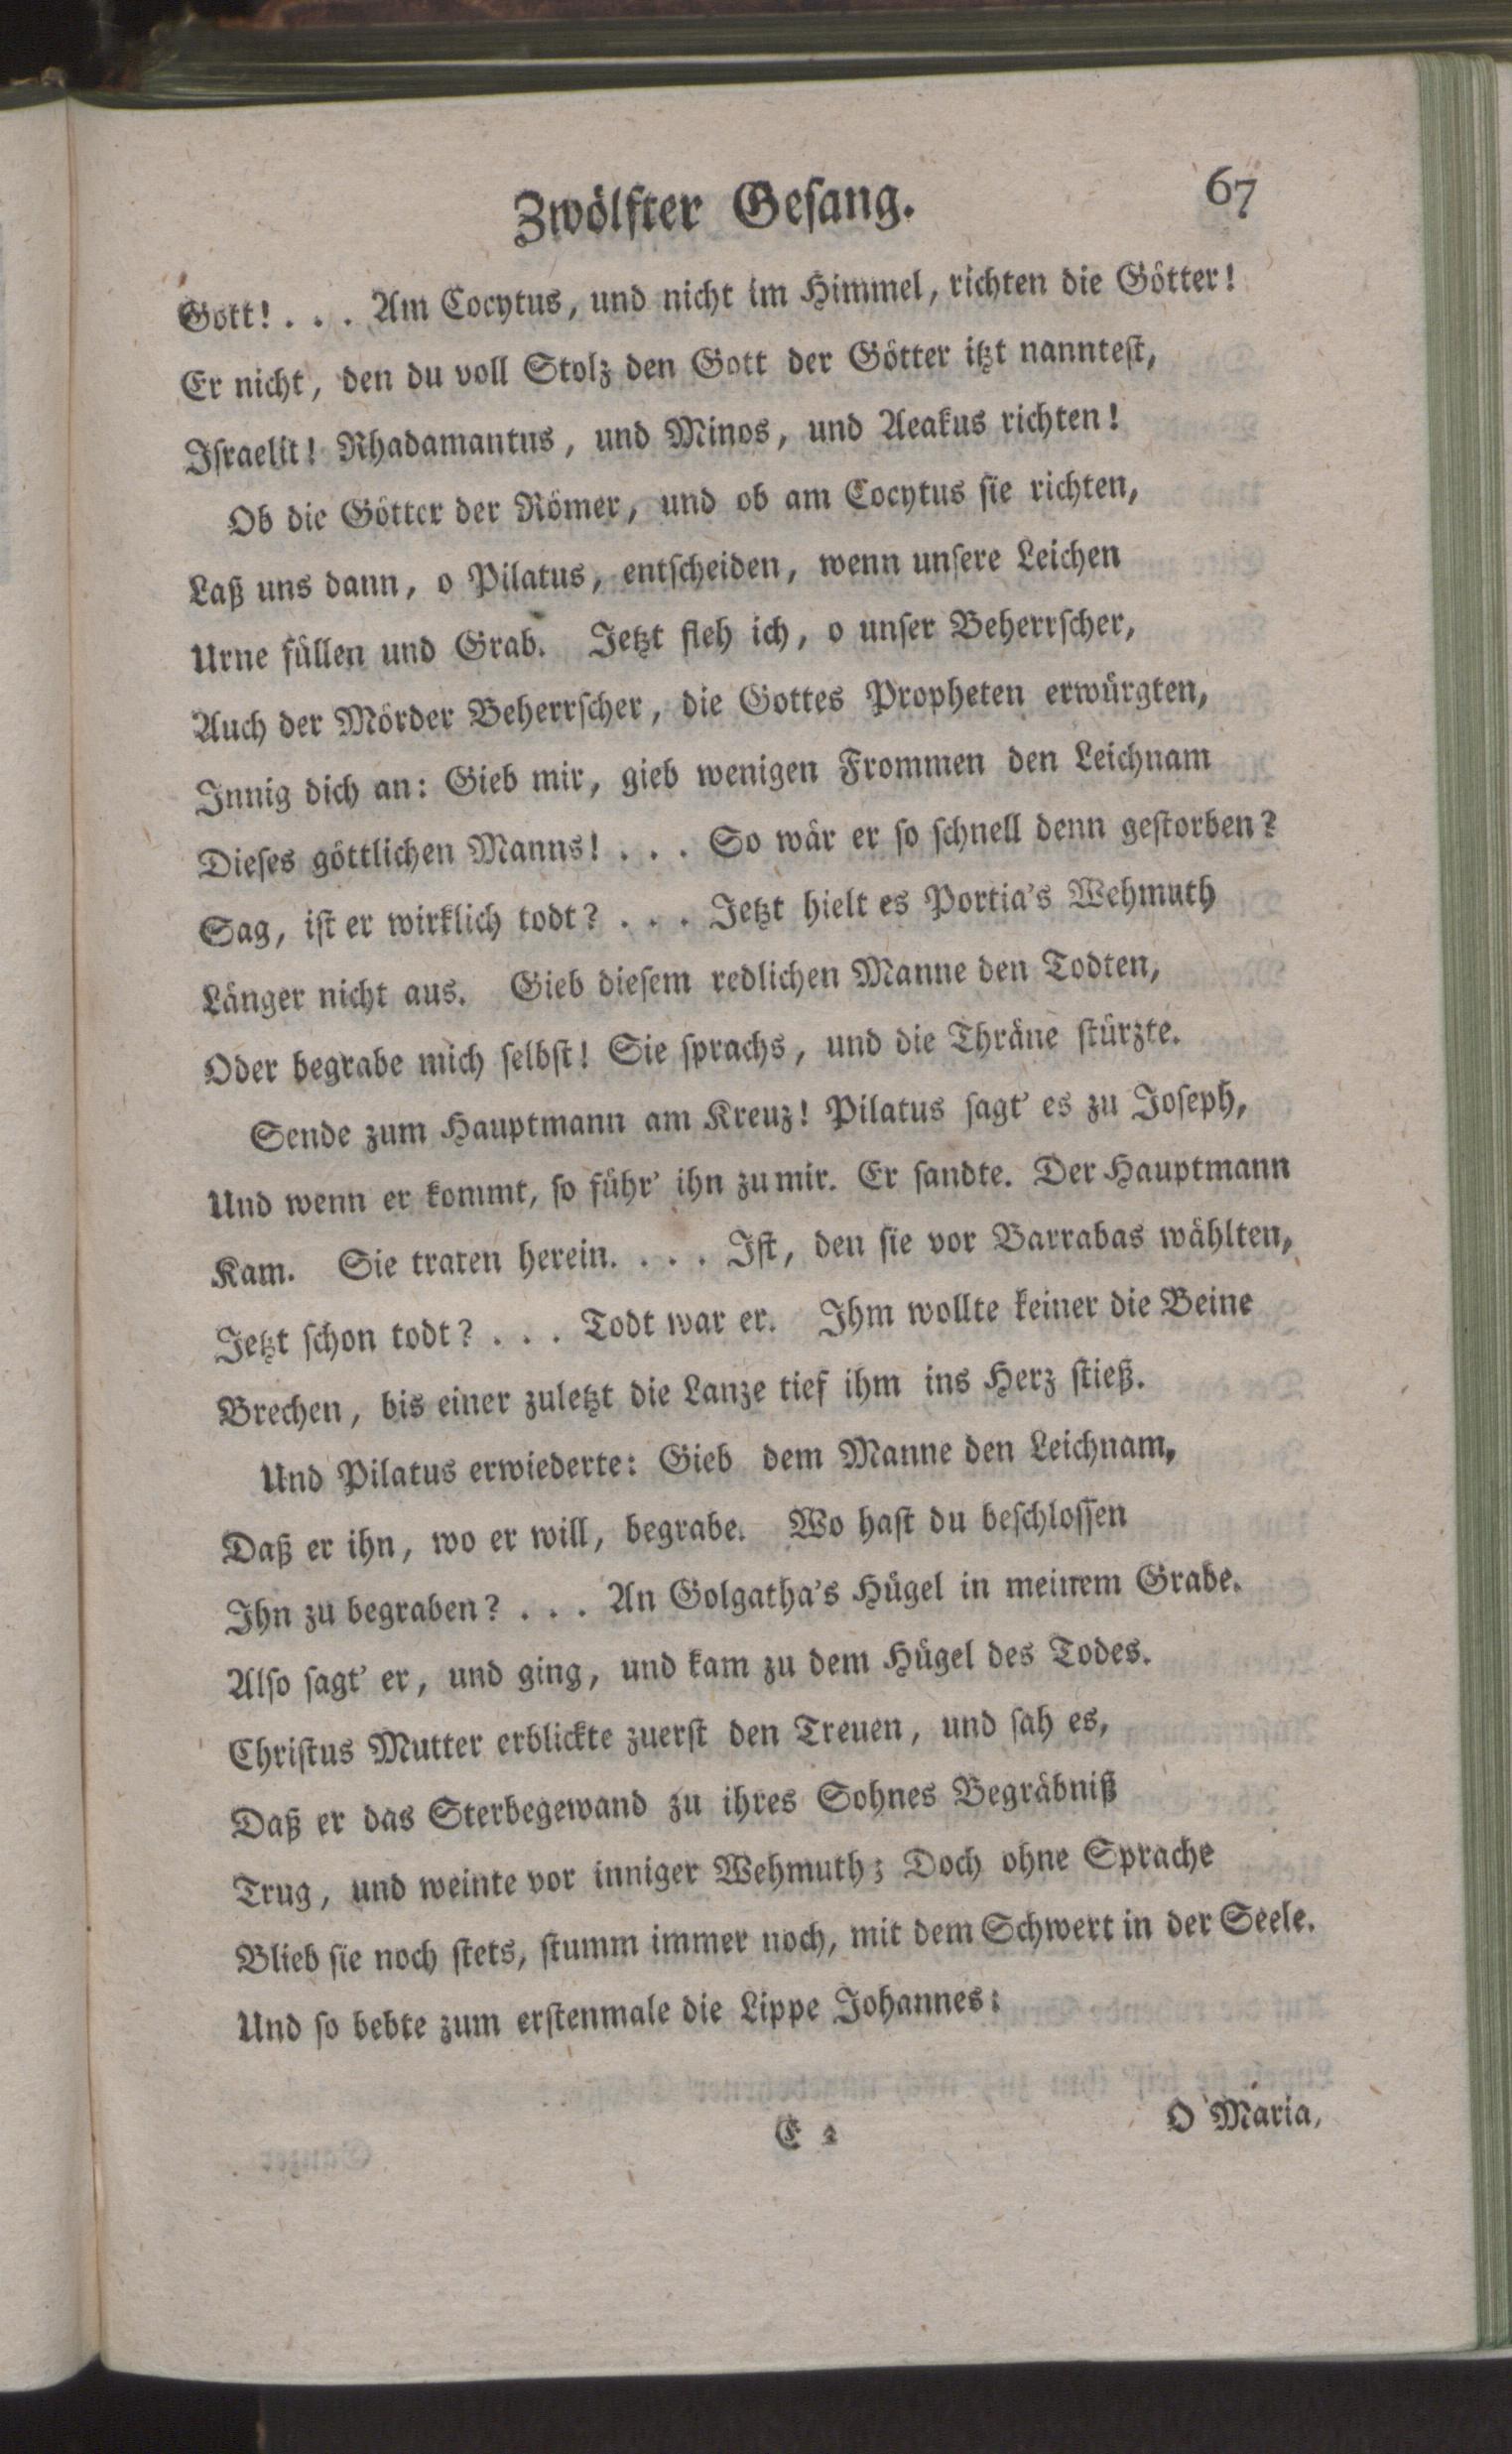 Zwölfter Geſang. 67
Gott! . . . Am Cocytus, und nicht im Himmel, richten die Götter!
Er nicht, den du voll Stolz den Gott der Götter itzt nannteſt,
Iſraelit! Rhadamantus, und Minos, und Aeakus richten!
Ob die Götter der Römer, und ob am Cocytus ſie richten,
Laß uns dann, o Pilatus, entſcheiden, wenn unſere Leichen
Urne füllen und Grab. Jetzt fleh ich, o unſer Beherrſcher,
Auch der Mörder Beherrſcher, die Gottes Propheten erwürgten,
Innig dich an: Gieb mir, gieb wenigen Frommen den Leichnam
Dieſes göttlichen Manns! . . . So wär er ſo ſchnell denn geſtorben?
Sag, iſt er wirklich todt? . . . Jetzt hielt es Portia's Wehmuth
Länger nicht aus. Gieb dieſem redlichen Manne den Todten,
Oder begrabe mich ſelbſt! Sie ſprachs, und die Thräne ſtürzte.
Sende zum Hauptmann am Kreuz! Pilatus ſagt' es zu Joſeph,
Und wenn er kommt, ſo führ' ihn zu mir. Er ſandte. Der Hauptmann
Kam. Sie traten herein. . . . Iſt, den ſie vor Barrabas wählten,
Jetzt ſchon todt? . . . Todt war er. Ihm wollte keiner die Beine
Brechen, bis einer zuletzt die Lanze tief ihm ins Herz ſtieß.
Und Pilatus erwiederte: Gieb dem Manne den Leichnam,
Daß er ihn, wo er will, begrabe. Wo haſt du beſchloſſen
Ihn zu begraben? . . . An Golgatha's Hügel in meinem Grabe.
Alſo ſagt' er, und ging, und kam zu dem Hügel des Todes.
Chriſtus Mutter erblickte zuerſt den Treuen, und ſah es,
Daß er das Sterbegewand zu ihres Sohnes Begräbniß
Trug, und weinte vor inniger Wehmuth; Doch ohne Sprache
Blieb ſie noch ſtets, ſtumm immer noch, mit dem Schwert in der Seele.
Und ſo bebte zum erſtenmale die Lippe Johannes:
E 2 O Maria,